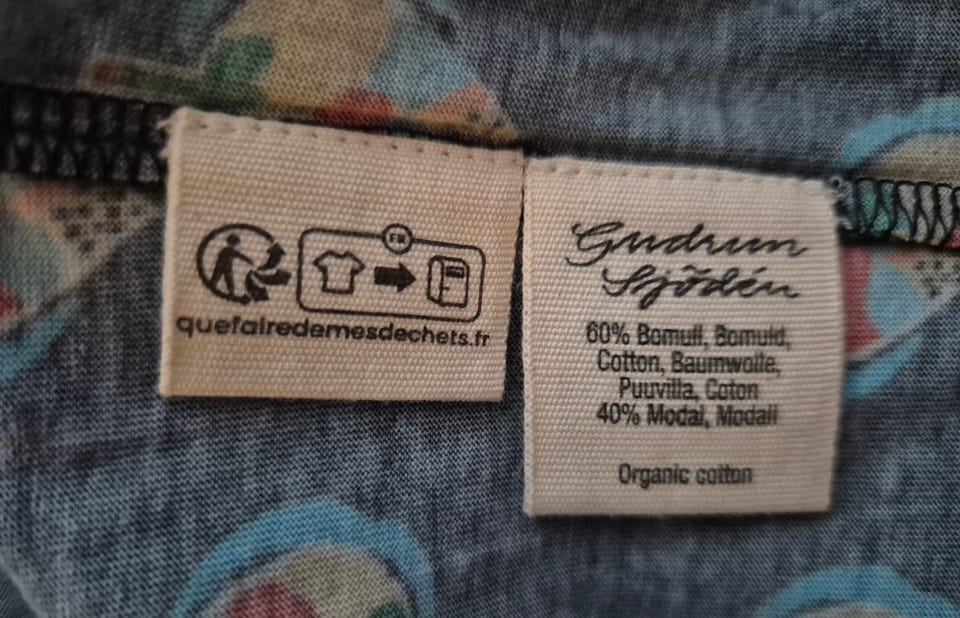 FR
quefairedemesdechets.fr
Gudrun
Sjödén
60% Bomull, Bomuld,
Cotton, Baumwolle,
Puuvilla, Coton
40% Modal, Modali
Organic cotton